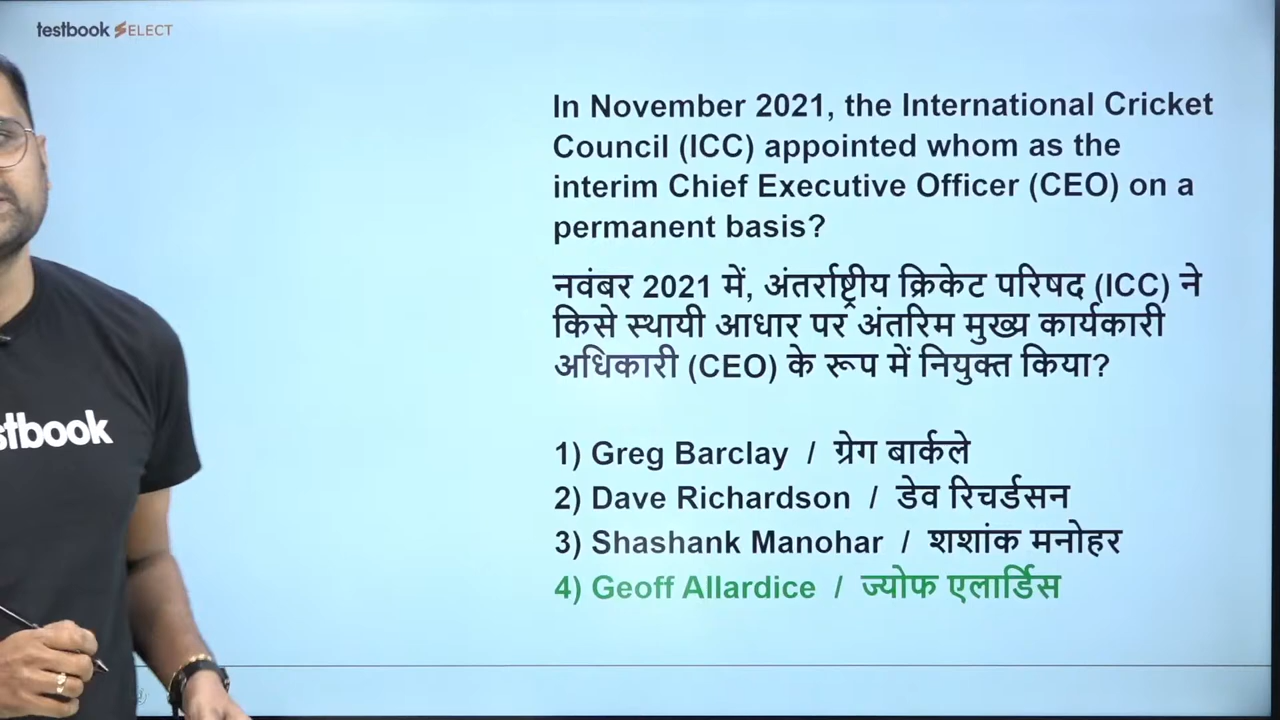 testbook SELECT
In November 2021, the International Cricket
Council (ICC) appointed whom as the
interim Chief Executive Officer (CEO) on a
permanent basis?
नवंबर 2021 में, अंतर्राष्ट्रीय क्रिकेट परिषद (ICC) ने
किसे स्थायी आधार पर अंतरिम मुख्य कार्यकारी
अधिकारी (CEO) के रूप में नियुक्त किया?
1) Greg Barclay / ग्रेग बार्कले
2) Dave Richardson / डेव रिचर्डसन
3) Shashank Manohar / शशांक मनोहर
4) Geoff Allardice / ज्योफ एलार्डिस
stbook